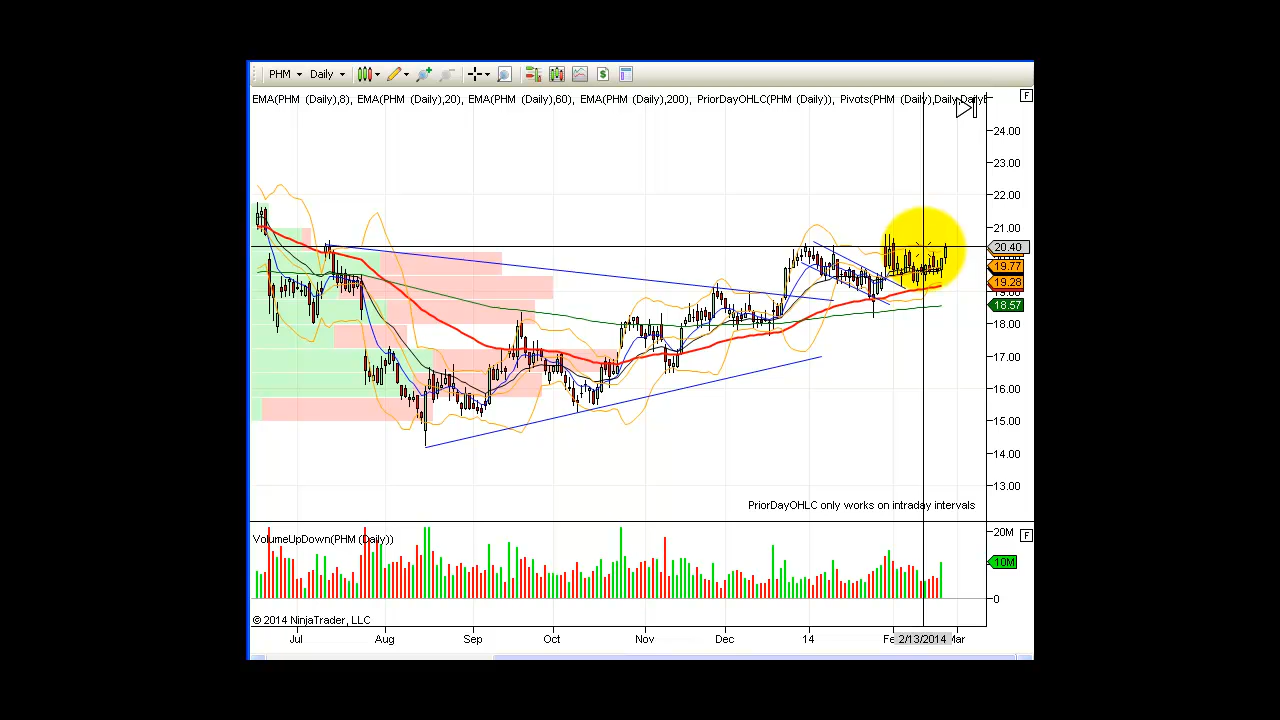 PHM Daily
F
EMA(PHM (Daily),8), EMA(PHM (Daily),20), EMA(PHM (Daily),60), EMA(PHM (Daily),200), PriorDayOHLC(PHM (Daily)), Pivots(PHM (Daily),Daily,
24.00
23.00
22.00
21.00
20.40
19.77
19.28
18.57
18.00
17.00
16.00
15.00
14.00
13.00
PriorDayOHLC only works on intraday intervals
VolumeUpDown(PHM (Daily))
20M
F
10M
0
© 2014 NinjaTrader, LLC
Jul Aug Sep Oct Nov Dec 14 2/13/2014